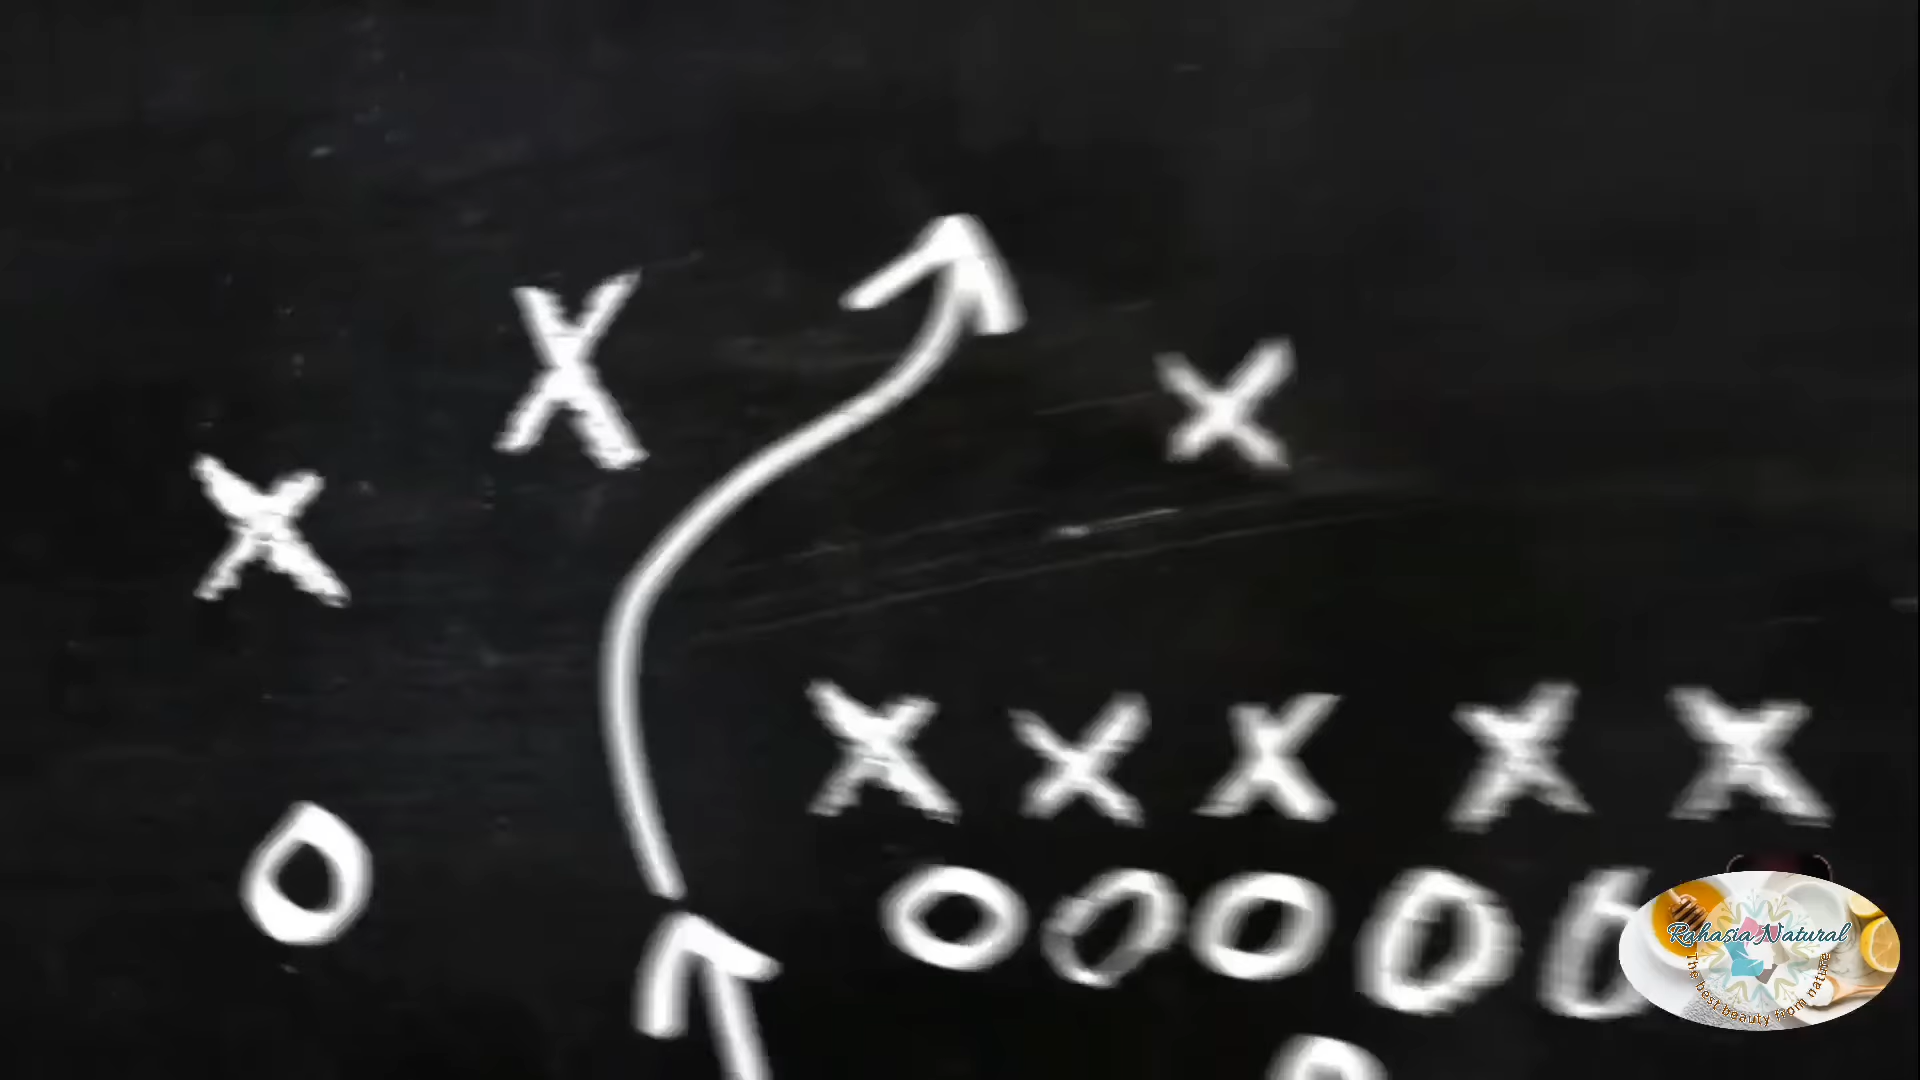 X
X
X
X X X X X
O
O O O O O
O
Rahasia Natural
The best beauty from nature